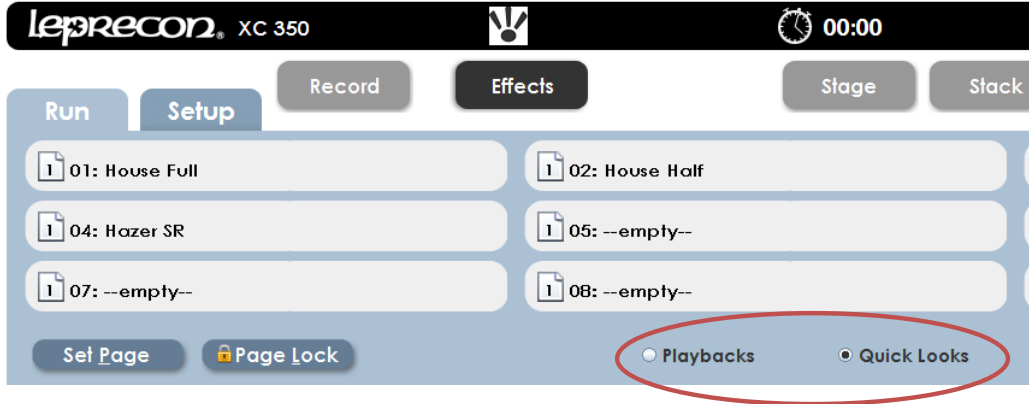 LEPRECON® XC 350 00:00
Record Effects Stage Stack
Run Setup
1 01: House Full 1 02: House Half
1 04: Hazer SR 1 05: --empty--
1 07: --empty-- 1 08: --empty--
Set Page Page Lock Playbacks Quick Looks